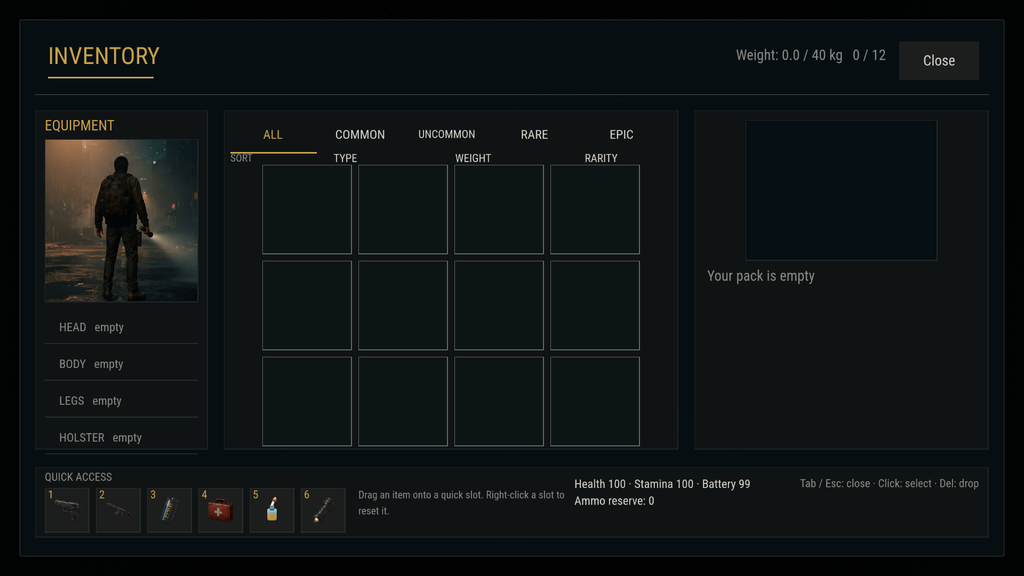 INVENTORY
Weight: 0.0 / 40 kg 0 / 12
Close
EQUIPMENT
HEAD empty
BODY empty
LEGS empty
HOLSTER empty
ALL COMMON UNCOMMON RARE EPIC
SORT TYPE WEIGHT RARITY
Your pack is empty
QUICK ACCESS
1 2 3 4 5 6
Drag an item onto a quick slot. Right-click a slot to
reset it.
Health 100 · Stamina 100 · Battery 99
Ammo reserve: 0
Tab / Esc: close · Click: select · Del: drop